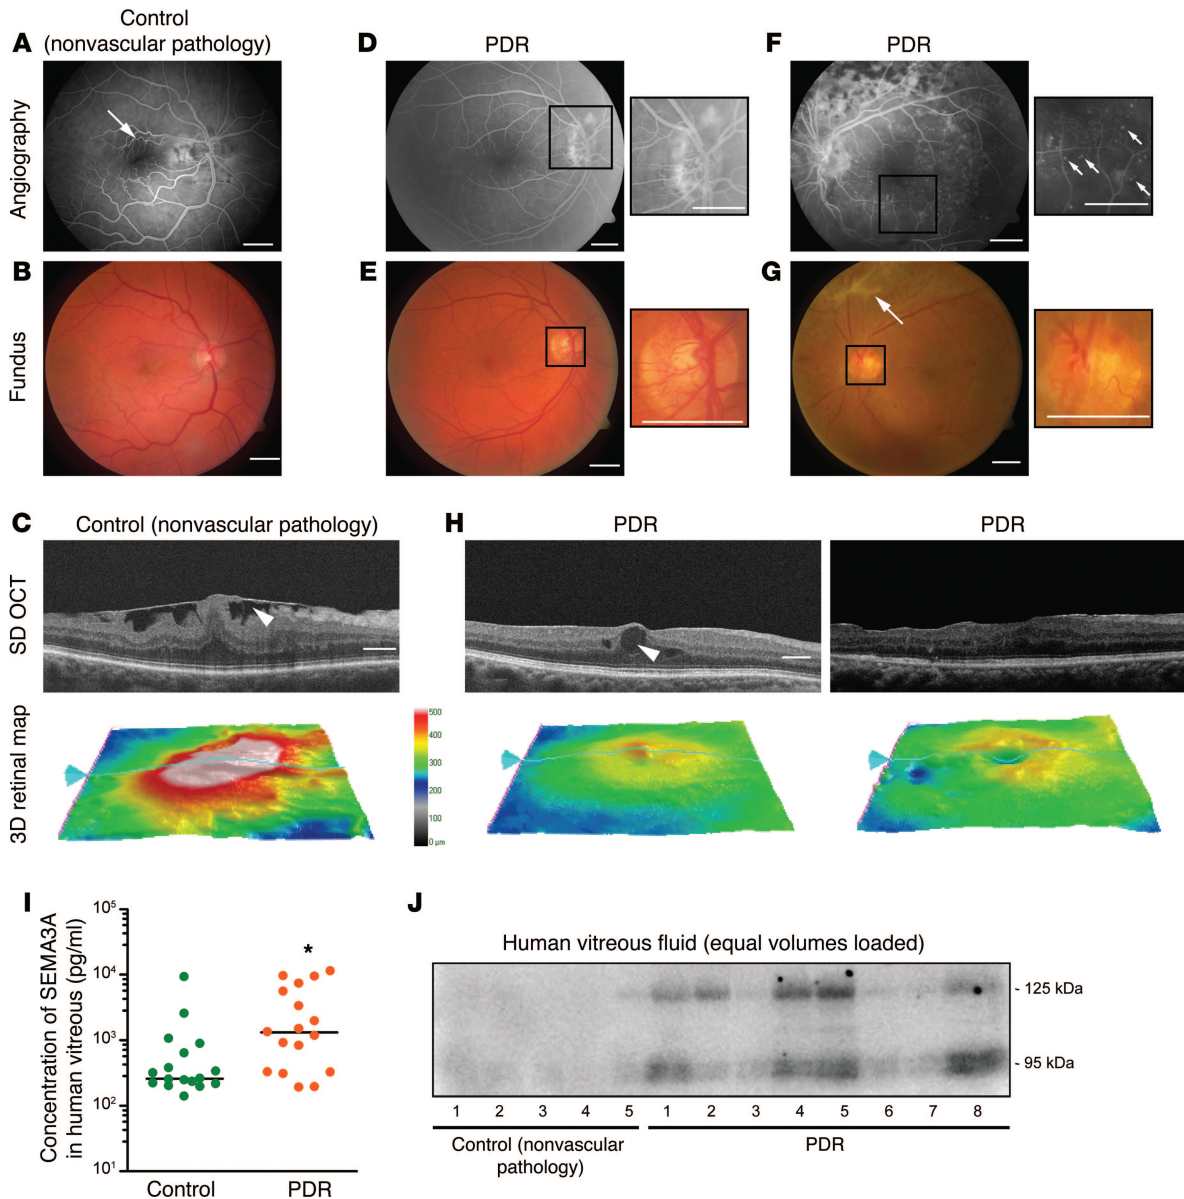 Control
(nonvascular pathology)
A
D
PDR
F
PDR
Angiography
B
E
G
Fundus
C
Control (nonvascular pathology)
H
PDR
PDR
SD OCT
3D retinal map
500
400
300
200
100
0 µm
I
Concentration of SEMA3A
in human vitreous (pg/ml)
10⁵
10⁴
10³
10²
10¹
*
Control
PDR
J
Human vitreous fluid (equal volumes loaded)
- 125 kDa
- 95 kDa
1 2 3 4 5 1 2 3 4 5 6 7 8
Control (nonvascular
pathology)
PDR